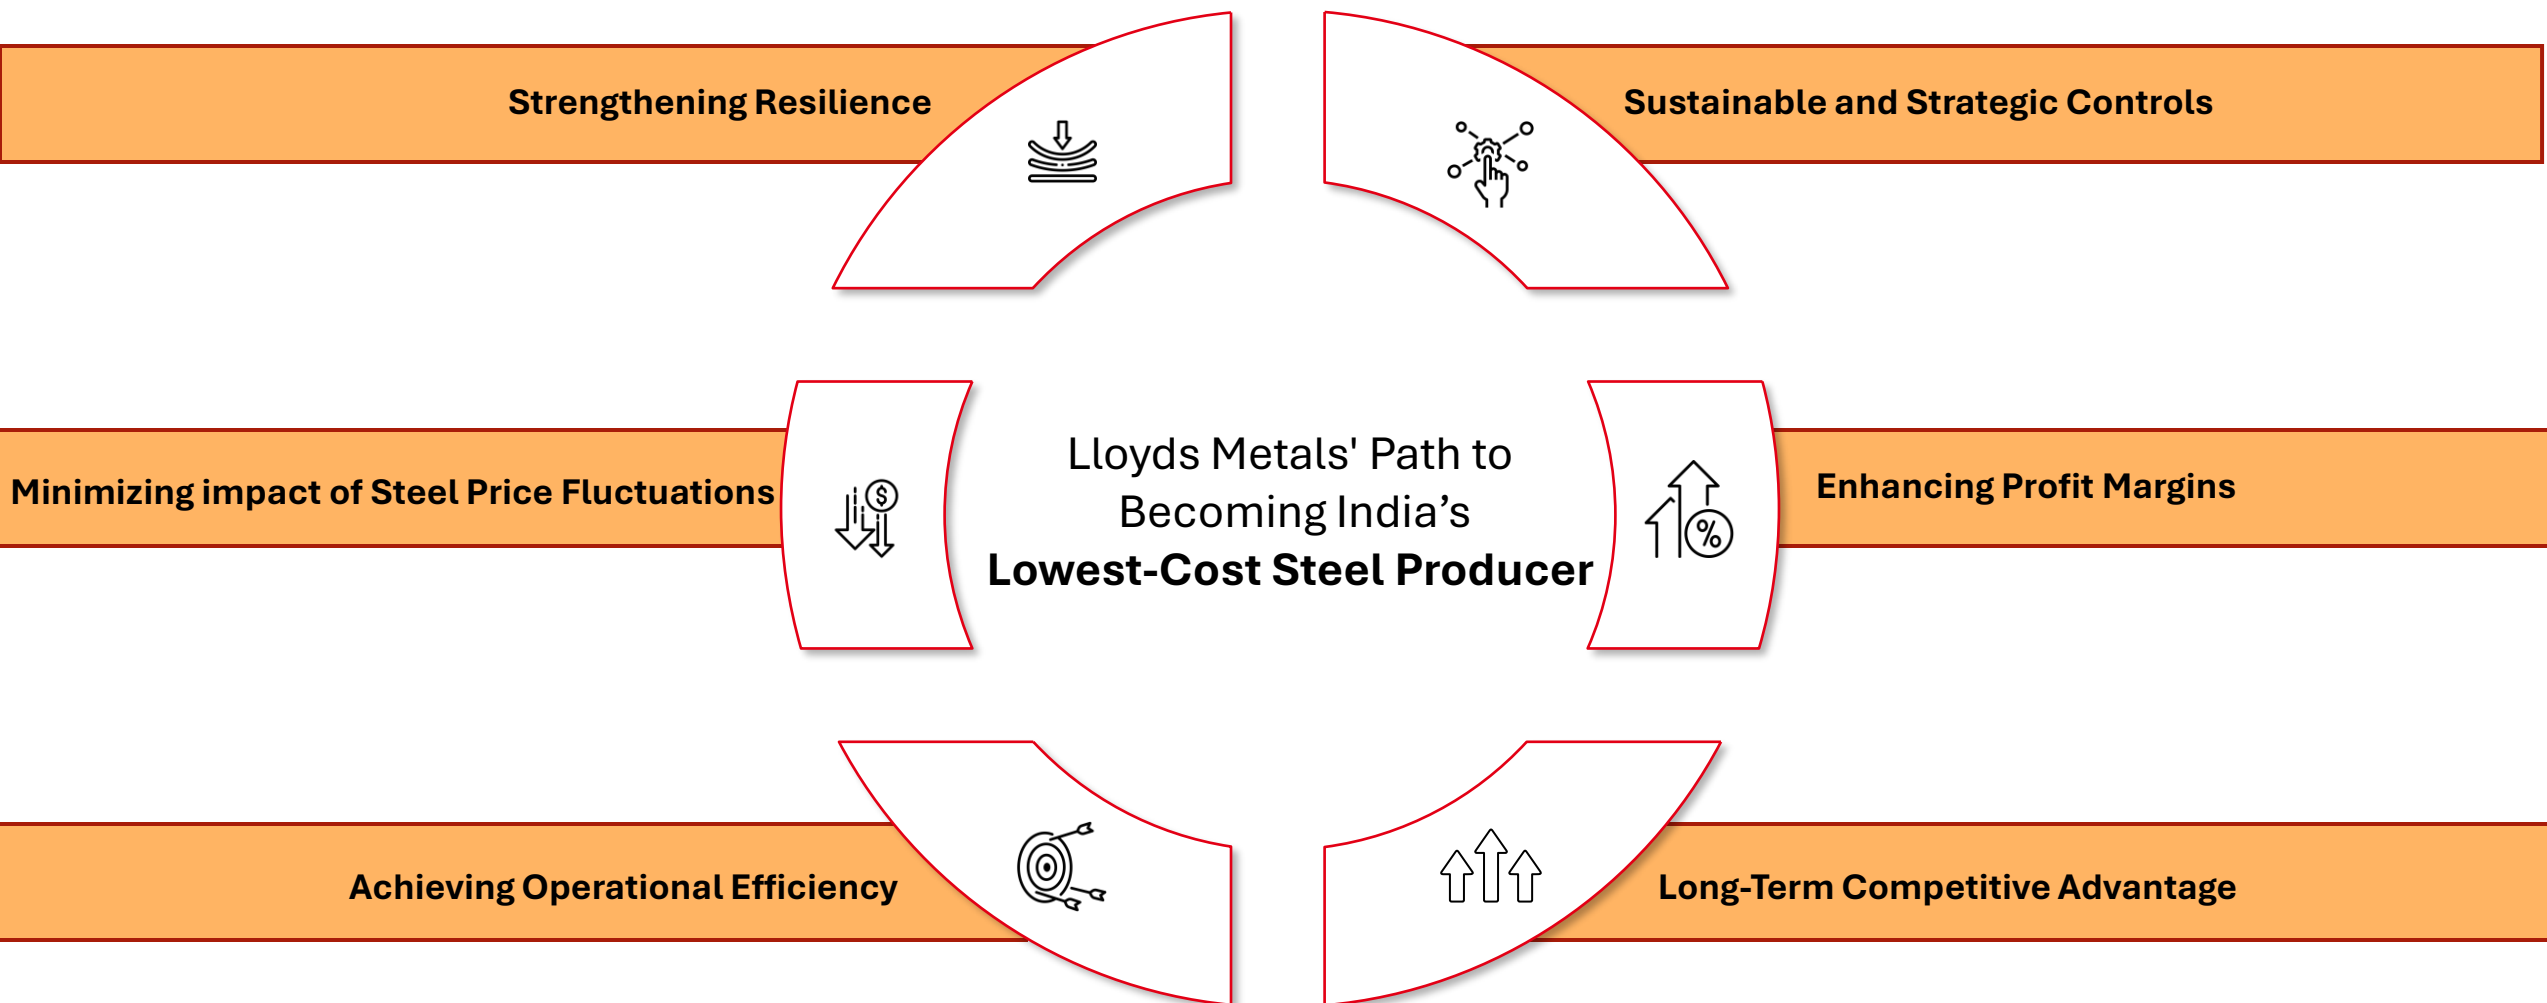 Strengthening Resilience
Sustainable and Strategic Controls
Minimizing impact of Steel Price Fluctuations
$
Lloyds Metals' Path to
Becoming India’s
Lowest-Cost Steel Producer
%
Enhancing Profit Margins
Achieving Operational Efficiency
Long-Term Competitive Advantage